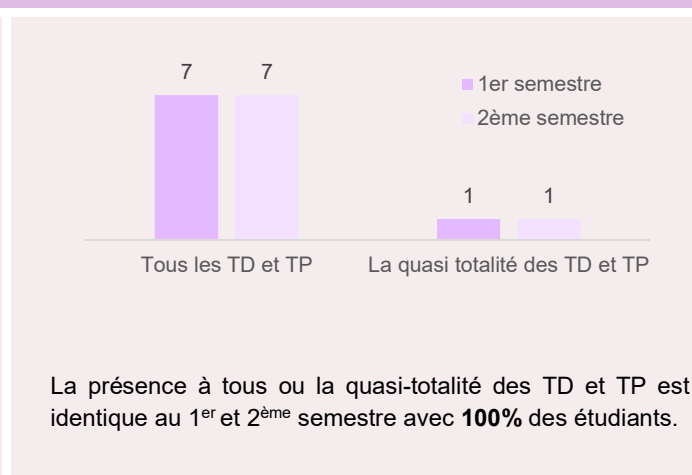 7 7
1er semestre
2ème semestre
1 1
Tous les TD et TP La quasi totalité des TD et TP
La présence à tous ou la quasi-totalité des TD et TP est
identique au 1er et 2ème semestre avec 100% des étudiants.